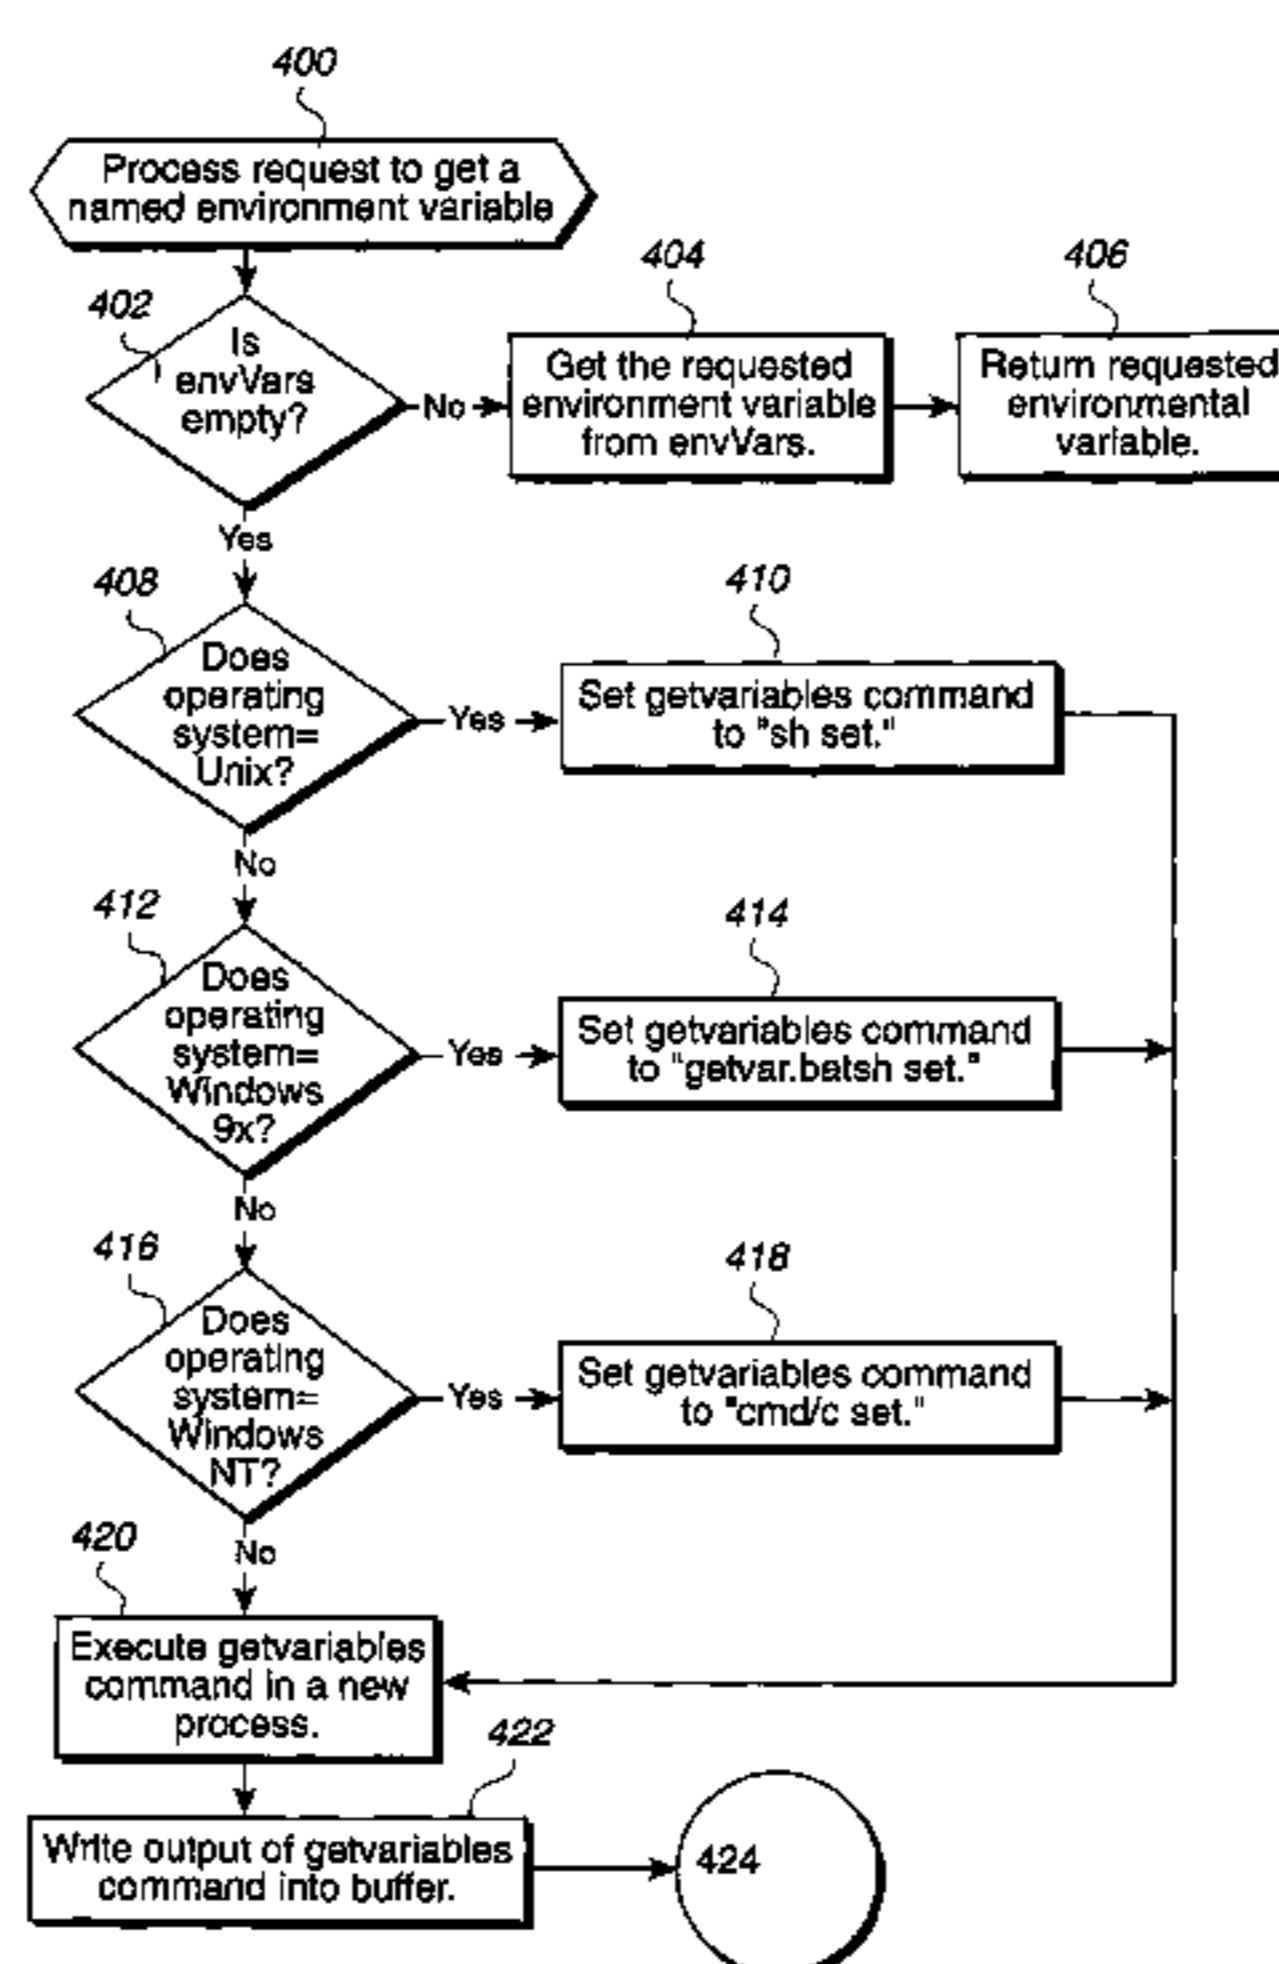 400
Process request to get a
named environment variable
402
Is
envVars
empty?
No
404
Get the requested
environment variable
from envVars.
406
Return requested
environmental
variable.
Yes
408
Does
operating
system=
Unix?
Yes
410
Set getvariables command
to "sh set."
No
412
Does
operating
system=
Windows
9x?
Yes
414
Set getvariables command
to "getvar.batsh set."
No
416
Does
operating
system=
Windows
NT?
Yes
418
Set getvariables command
to "cmd/c set."
No
420
Execute getvariables
command in a new
process.
422
Write output of getvariables
command into buffer.
424